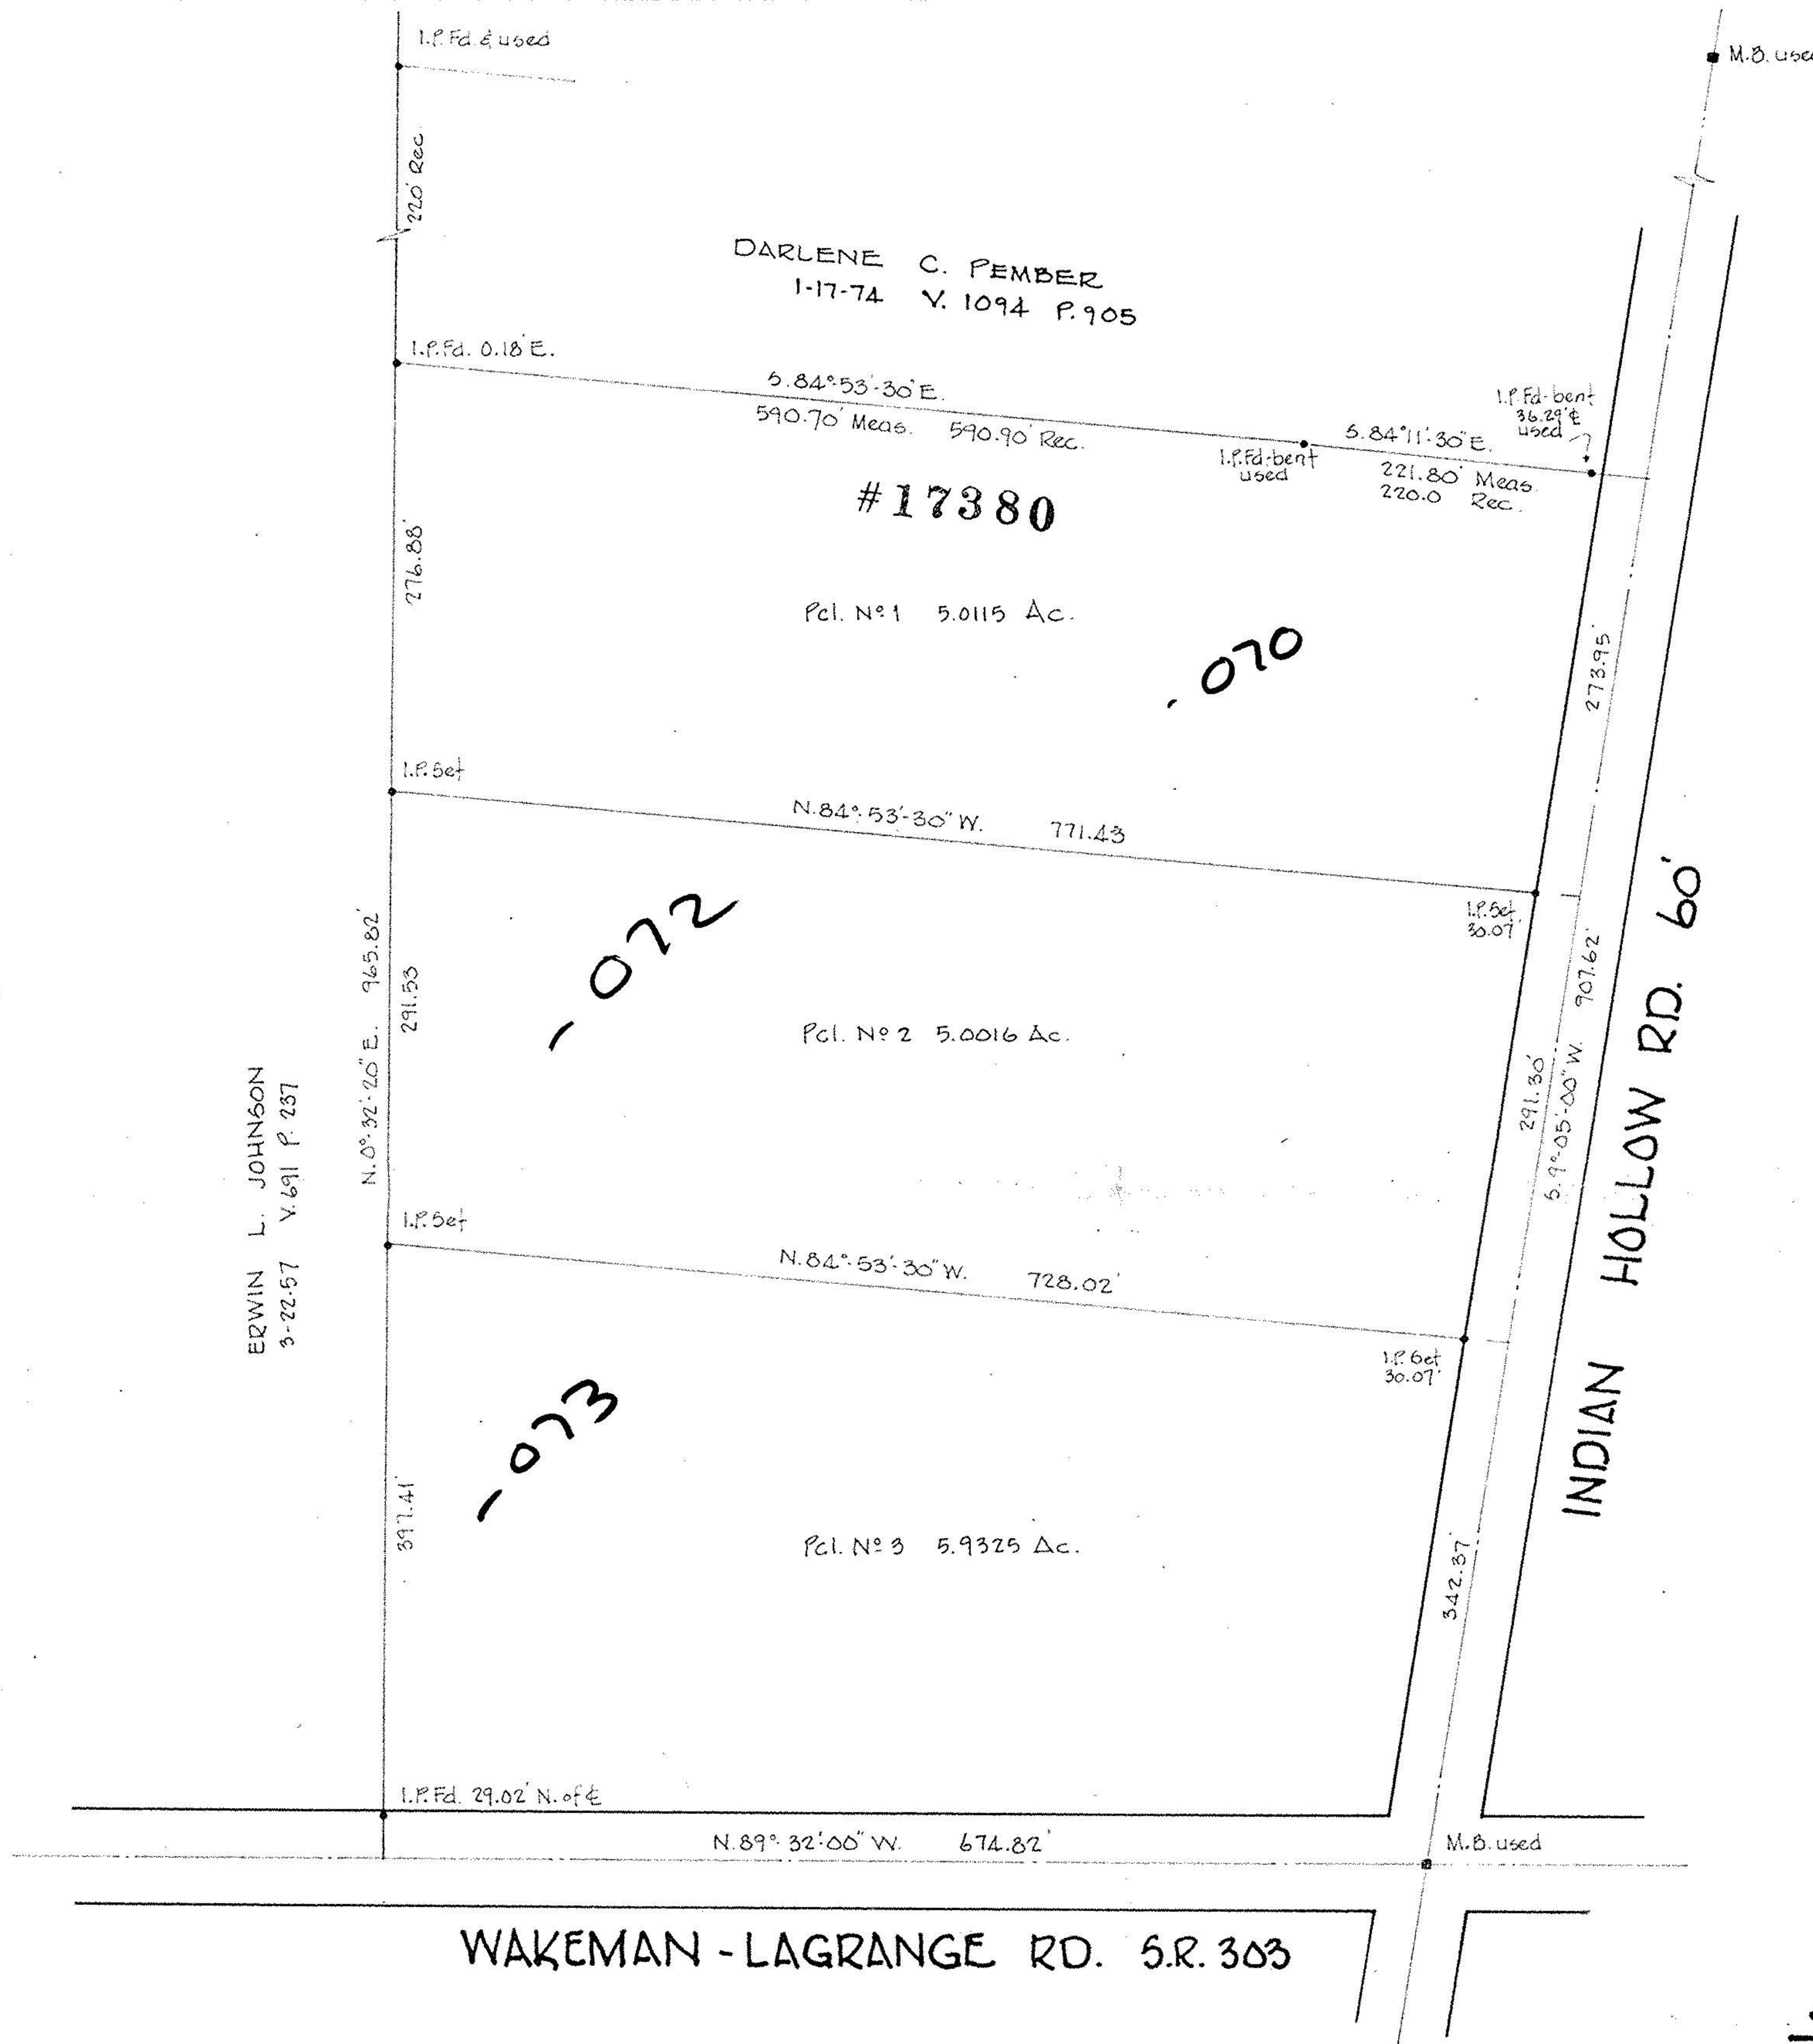 I.P. Fd. & used
M.B. used
220' Rec.
DARLENE C. PEMBER
1-17-74 V. 1094 P. 905
I.P. Fd. 0.18' E.
S. 84°-53'-30" E.
590.70' Meas. 590.90' Rec.
I.P. Fd-bent
36.29' ℄
used
S. 84°11'-30" E.
I.P. Fd-bent
used
221.80' Meas.
220.0 Rec.
#17380
276.88'
Pcl. Nº 1 5.0115 Ac.
-070
273.95'
I.P. Set
N. 84°-53'-30" W. 771.43
I.P. Set
30.07'
-072
N. 0°-32'-20" E. 965.82'
291.53
Pcl. Nº 2 5.0016 Ac.
291.30'
S. 9°-05'-00" W. 907.62'
INDIAN HOLLOW RD. 60'
ERWIN L. JOHNSON
3-22-57 V. 691 P. 237
I.P. Set
N. 84°-53'-30" W. 728.02'
I.P. Set
30.07'
-073
397.41'
Pcl. Nº 3 5.9325 Ac.
342.37'
I.P. Fd. 29.02' N. of ℄
N. 89°-32'-00" W. 674.82'
M.B. used
WAKEMAN - LAGRANGE RD. S.R. 303